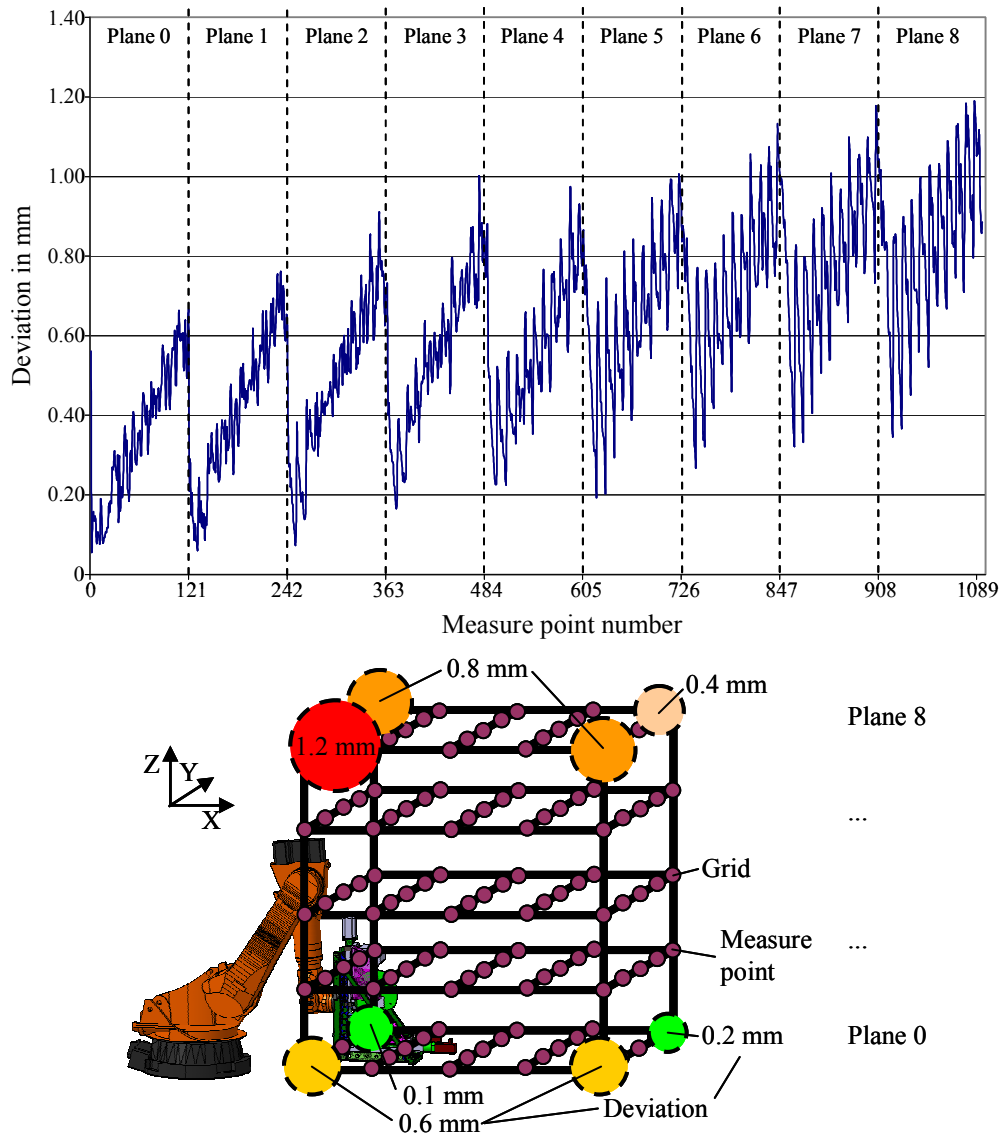 1.40
Plane 0 Plane 1 Plane 2 Plane 3 Plane 4 Plane 5 Plane 6 Plane 7 Plane 8
1.20
1.00
0.80
0.60
0.40
0.20
0
Deviation in mm
0 121 242 363 484 605 726 847 908 1089
Measure point number
0.8 mm
0.4 mm
Plane 8
1.2 mm
Z
Y
X
...
Grid
Measure
point
...
0.2 mm
Plane 0
0.1 mm
0.6 mm
Deviation